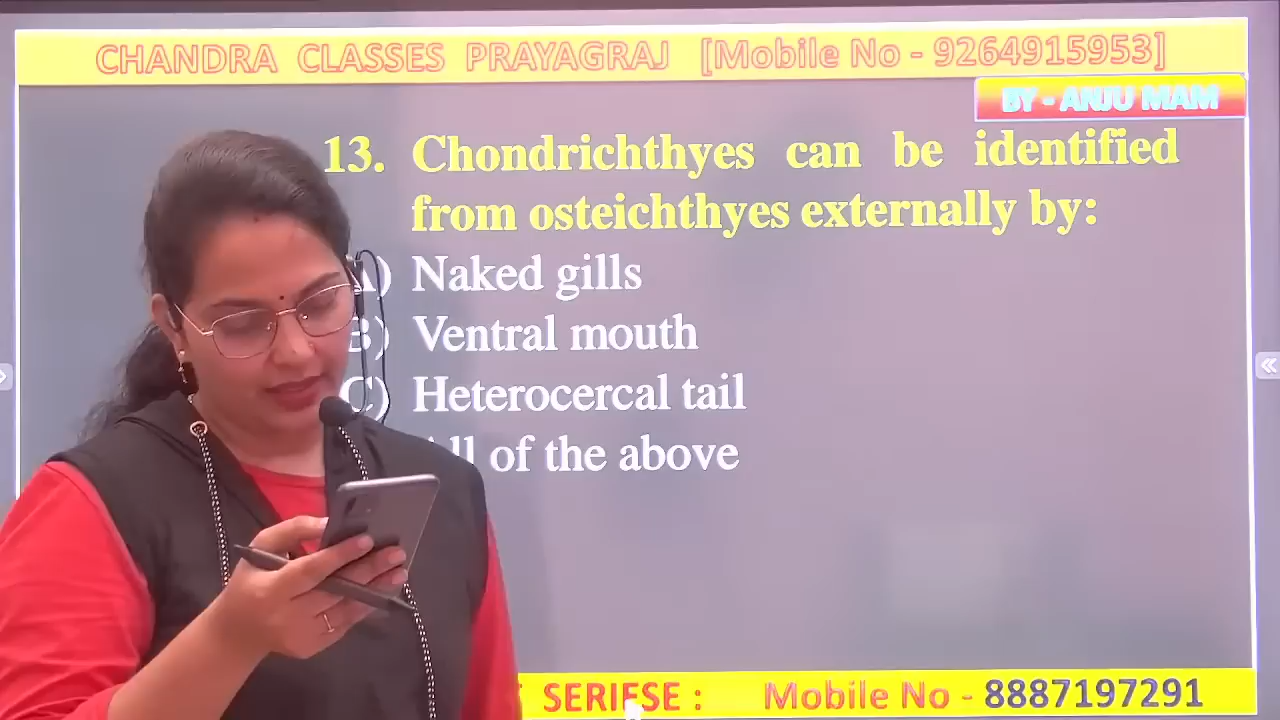 CHANDRA CLASSES PRAYAGRAJ [Mobile No - 9264915953]
BY - ANJU MAM
13. Chondrichthyes can be identified
from osteichthyes externally by:
A) Naked gills
B) Ventral mouth
C) Heterocercal tail
All of the above
SERIESE : Mobile No - 8887197291